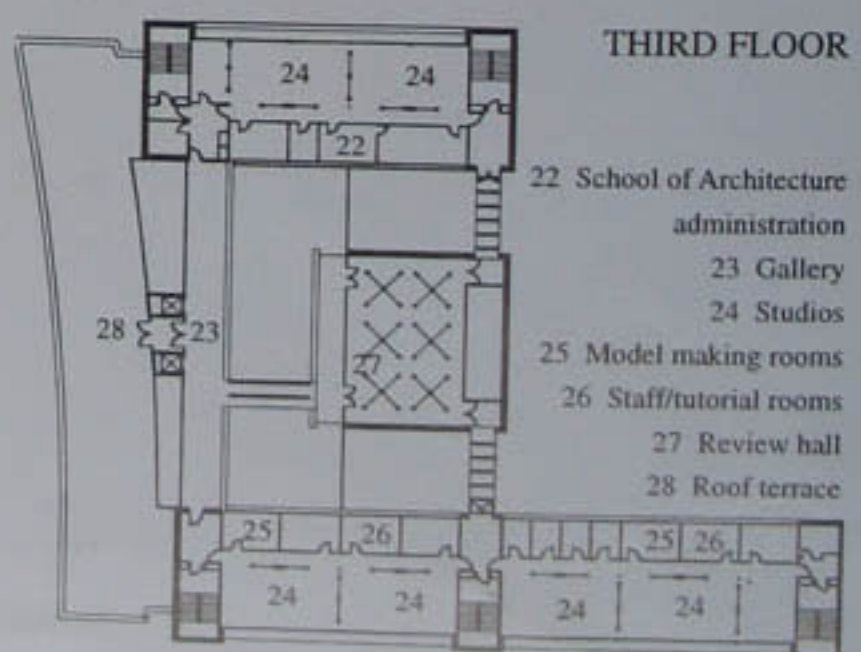 THIRD FLOOR
24 24
22
22 School of Architecture
administration
23 Gallery
24 Studios
25 Model making rooms
26 Staff/tutorial rooms
27 Review hall
28 Roof terrace
28 23
27
25 26 25 26
24 24 24 24